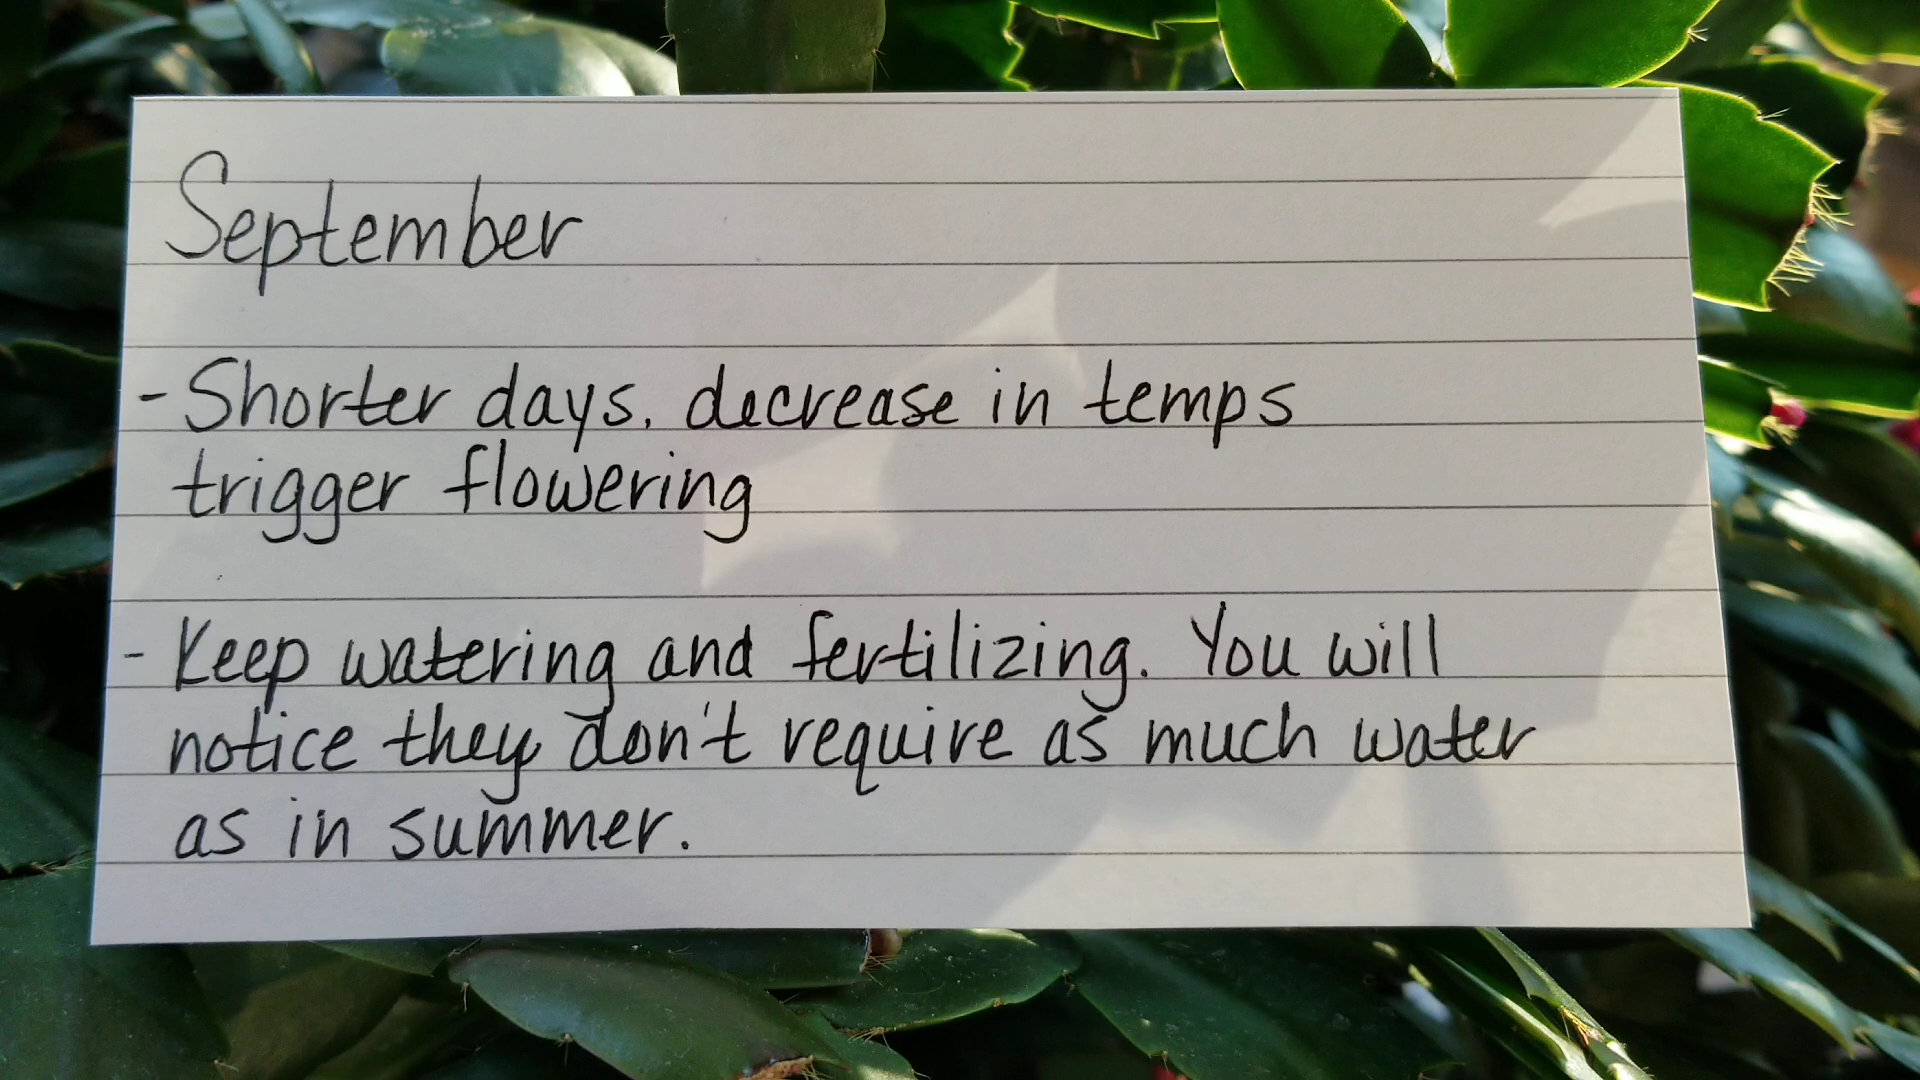 September
- Shorter days, decrease in temps
trigger flowering
- Keep watering and fertilizing. You will
notice they don't require as much water
as in summer.